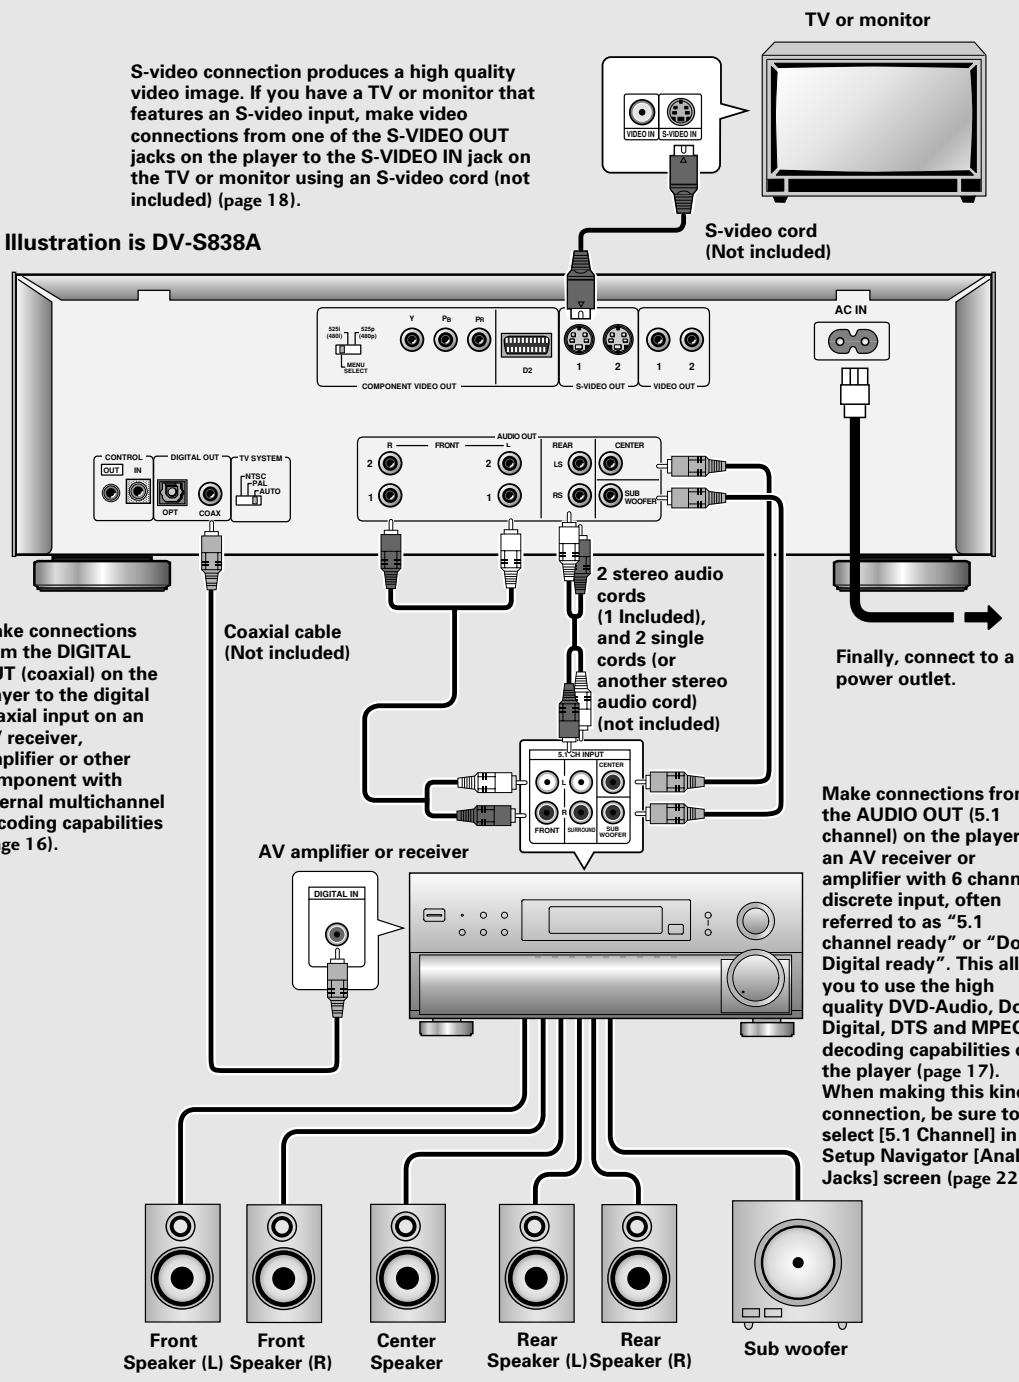 TV or monitor
S-video connection produces a high quality
video image. If you have a TV or monitor that
features an S-video input, make video
connections from one of the S-VIDEO OUT
jacks on the player to the S-VIDEO IN jack on
the TV or monitor using an S-video cord (not
included) (page 18).
VIDEO IN
S-VIDEO IN
S-video cord
(Not included)
Illustration is DV-S838A
AC IN
525i
(480i)
525p
(480p)
MENU
SELECT
Y
PB
PR
D2
1
2
1
2
COMPONENT VIDEO OUT
S-VIDEO OUT
VIDEO OUT
CONTROL
OUT
IN
DIGITAL OUT
OPT
COAX
TV SYSTEM
NTSC
PAL
AUTO
AUDIO OUT
R
FRONT
L
REAR
CENTER
2
2
LS
1
1
RS
SUB
WOOFER
2 stereo audio
cords
(1 Included),
and 2 single
cords (or
another stereo
audio cord)
(not included)
Coaxial cable
(Not included)
Finally, connect to a
power outlet.
ake connections
m the DIGITAL
UT (coaxial) on the
yer to the digital
axial input on an
receiver,
plifier or other
mponent with
ernal multichannel
coding capabilities
ge 16).
5.1 CH INPUT
CENTER
L
R
FRONT
SURROUND
SUB
WOOFER
Make connections from
the AUDIO OUT (5.1
channel) on the player
an AV receiver or
amplifier with 6 chann
discrete input, often
referred to as “5.1
channel ready” or “Do
Digital ready”. This all
you to use the high
quality DVD-Audio, Do
Digital, DTS and MPEG
decoding capabilities o
the player (page 17).
When making this kind
connection, be sure to
select [5.1 Channel] in
Setup Navigator [Anal
Jacks] screen (page 22
AV amplifier or receiver
DIGITAL IN
Front
Speaker (L)
Front
Speaker (R)
Center
Speaker
Rear
Speaker (L)
Rear
Speaker (R)
Sub woofer